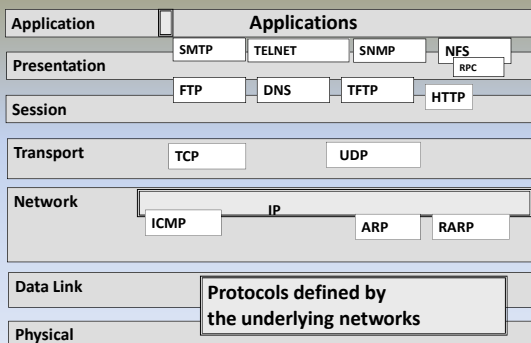 Application
Applications
SMTP TELNET SNMP NFS
Presentation
RPC
FTP DNS TFTP HTTP
Session
Transport
TCP UDP
Network
IP
ICMP ARP RARP
Data Link
Protocols defined by
the underlying networks
Physical